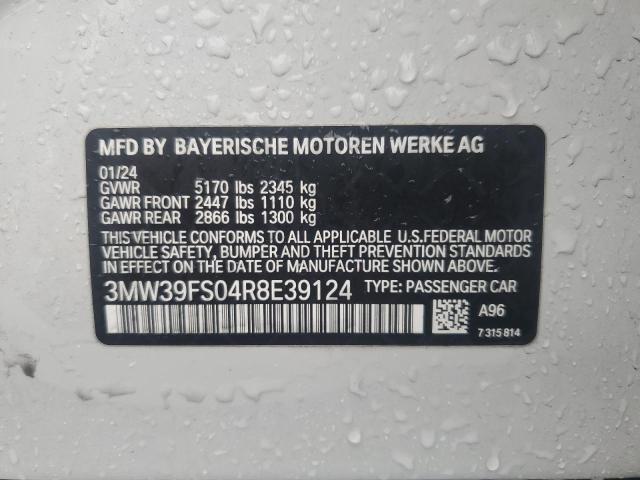 MFD BY BAYERISCHE MOTOREN WERKE AG
01/24
GVWR 5170 lbs 2345 kg
GAWR FRONT 2447 lbs 1110 kg
GAWR REAR 2866 lbs 1300 kg
THIS VEHICLE CONFORMS TO ALL APPLICABLE U.S.FEDERAL MOTOR
VEHICLE SAFETY, BUMPER AND THEFT PREVENTION STANDARDS
IN EFFECT ON THE DATE OF MANUFACTURE SHOWN ABOVE.
3MW39FS04R8E39124 TYPE: PASSENGER CAR
A96
7 315 814